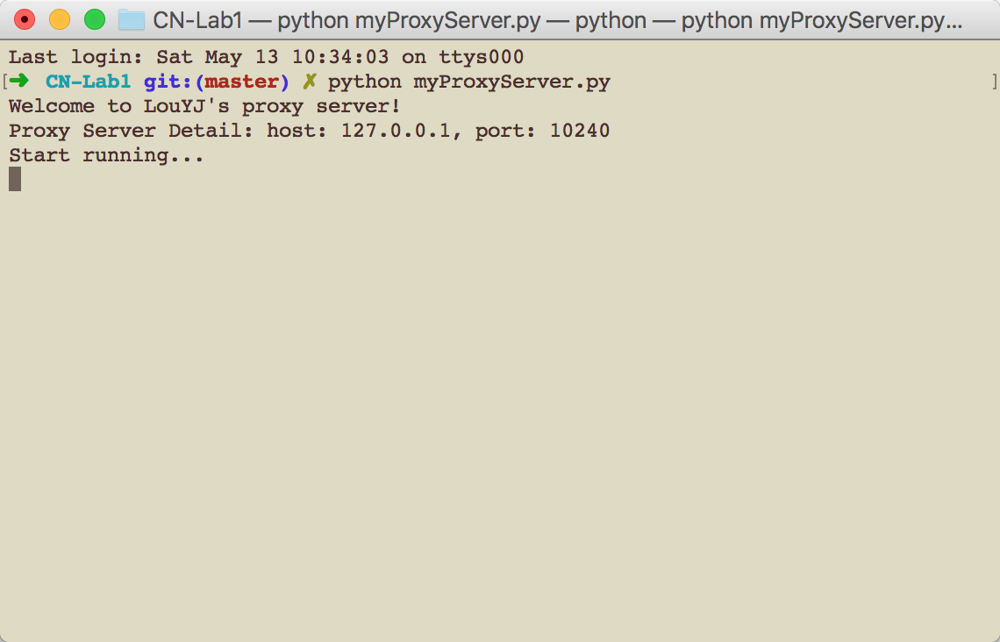 CN-Lab1 — python myProxyServer.py — python — python myProxyServer.py...
Last login: Sat May 13 10:34:03 on ttys000
[➜  CN-Lab1 git:(master) ✗ python myProxyServer.py ]
Welcome to LouYJ's proxy server!
Proxy Server Detail: host: 127.0.0.1, port: 10240
Start running...